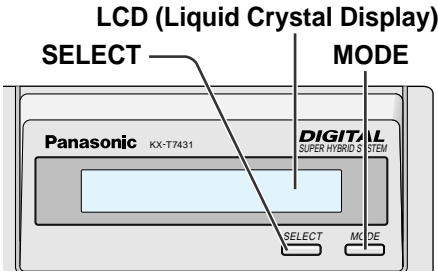 LCD (Liquid Crystal Display)
SELECT MODE
Panasonic KX-T7431 DIGITAL
SUPER HYBRID SYSTEM
SELECT MODE